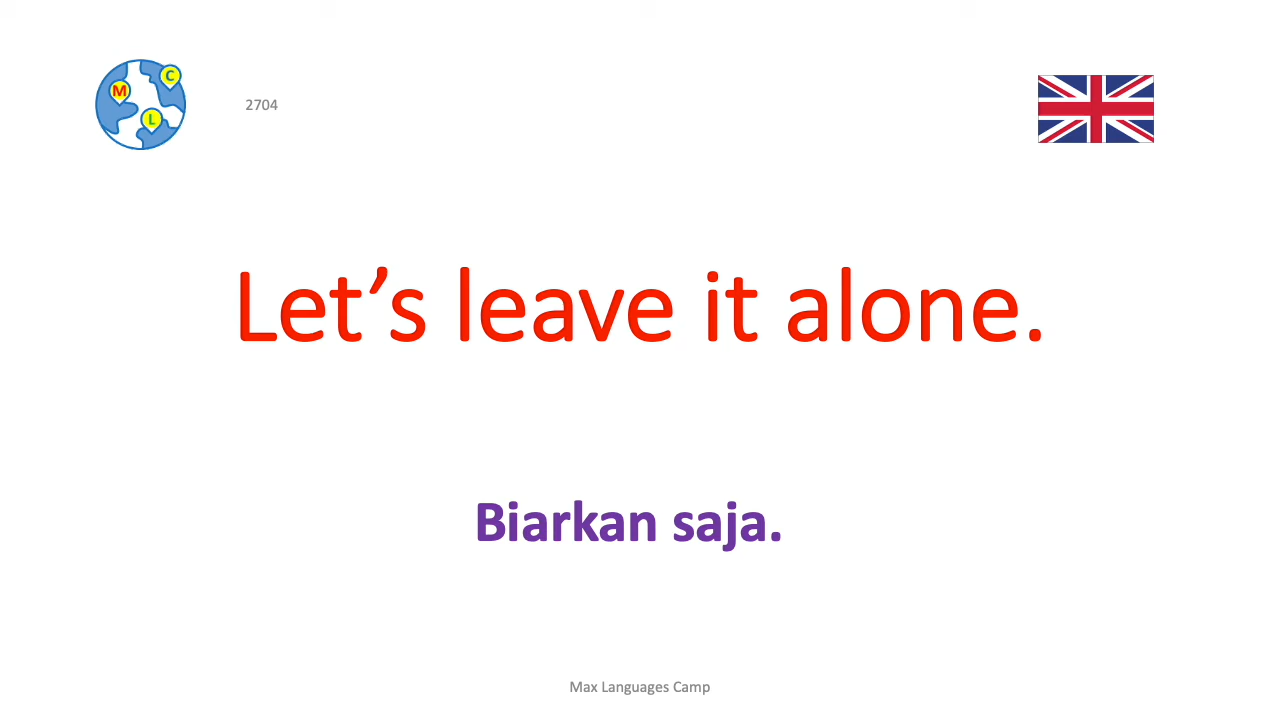 M
C
L
2704
Let’s leave it alone.
Biarkan saja.
Max Languages Camp